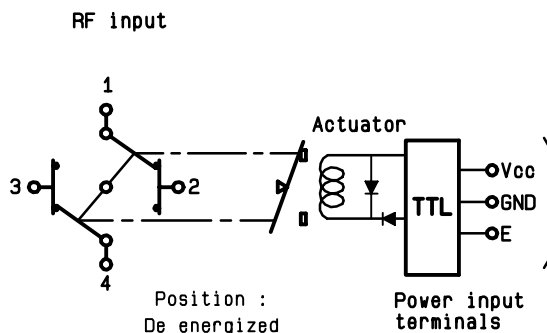 RF input
1
Actuator
3
2
TTL
Vcc
GND
E
4
Position :
De energized
Power input
terminals